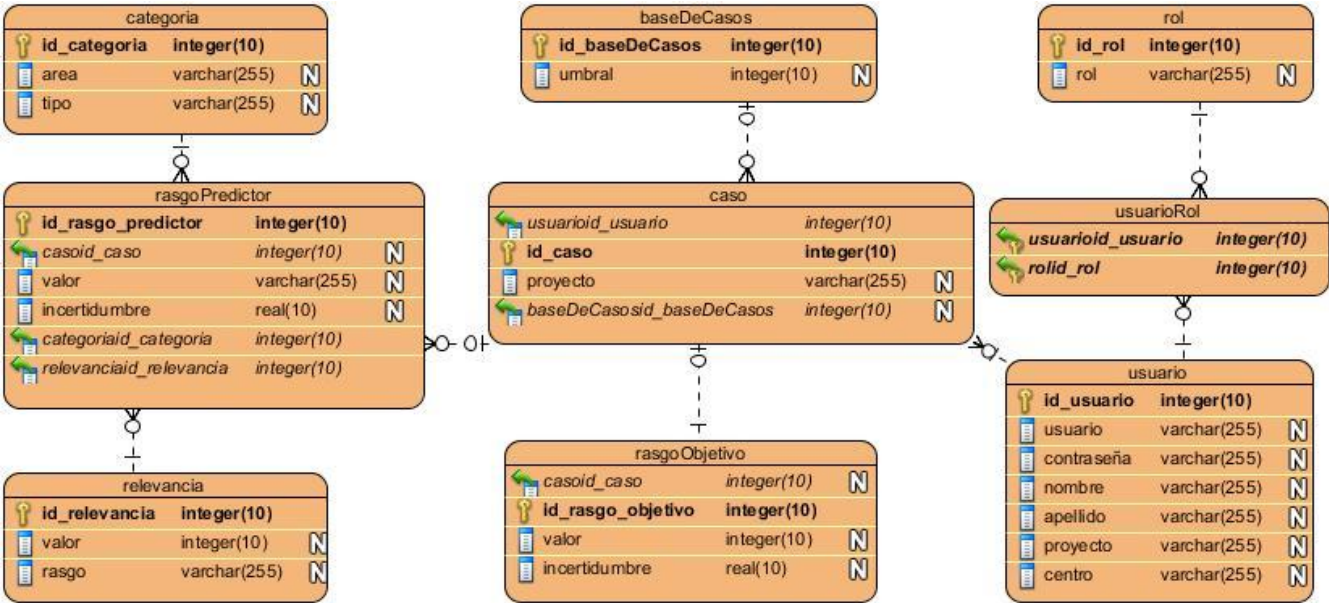 categoria
id_categoria integer(10)
area varchar(255) N
tipo varchar(255) N
baseDeCasos
id_baseDeCasos integer(10)
umbral integer(10) N
rol
id_rol integer(10)
rol varchar(255) N
rasgoPredictor
id_rasgo_predictor integer(10)
casoid_caso integer(10) N
valor varchar(255) N
incertidumbre real(10) N
categoriaid_categoria integer(10)
relevanciaid_relevancia integer(10)
caso
usuarioid_usuario integer(10)
id_caso integer(10)
proyecto varchar(255) N
baseDeCasosid_baseDeCasos integer(10) N
usuarioRol
usuarioid_usuario integer(10)
rolid_rol integer(10)
relevancia
id_relevancia integer(10)
valor integer(10) N
rasgo varchar(255) N
rasgoObjetivo
casoid_caso integer(10) N
id_rasgo_objetivo integer(10)
valor integer(10) N
incertidumbre real(10) N
usuario
id_usuario integer(10)
usuario varchar(255) N
contraseña varchar(255) N
nombre varchar(255) N
apellido varchar(255) N
proyecto varchar(255) N
centro varchar(255) N